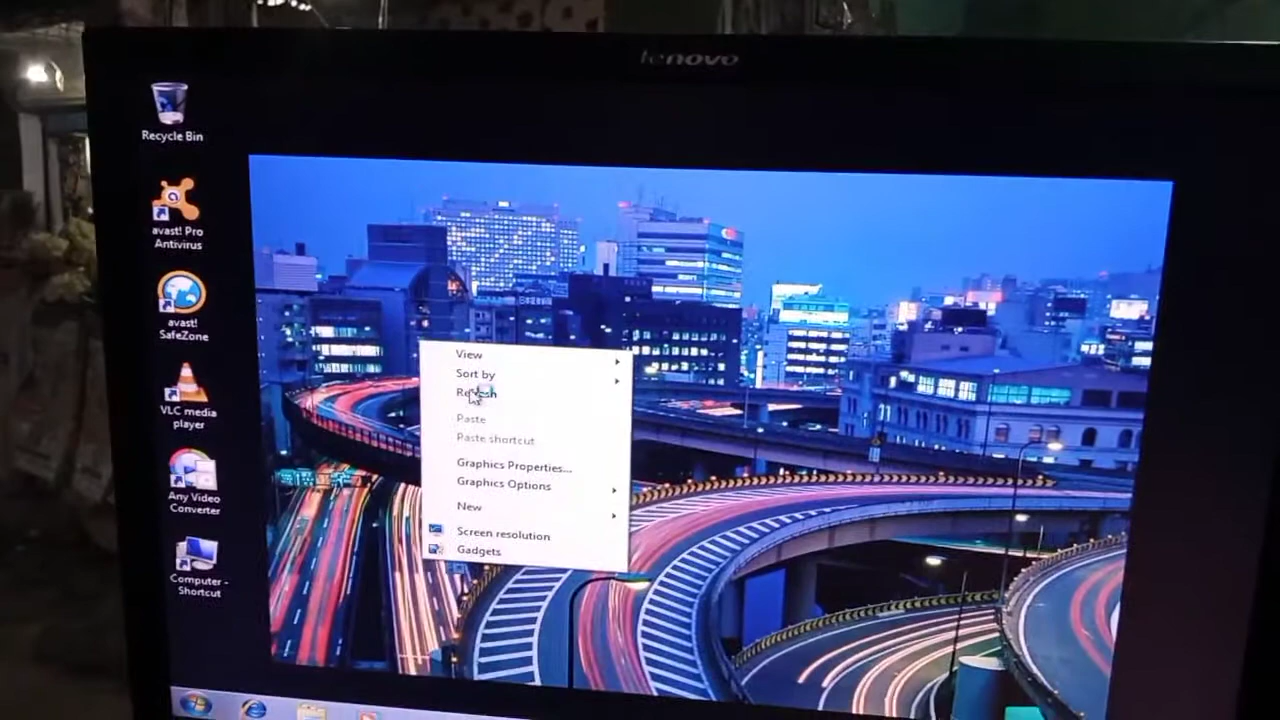 lenovo
Recycle Bin
avast! Pro
Antivirus
avast!
SafeZone
VLC media
player
Any Video
Converter
Computer -
Shortcut
View
Sort by
Refresh
Paste
Paste shortcut
Graphics Properties...
Graphics Options
New
Screen resolution
Gadgets